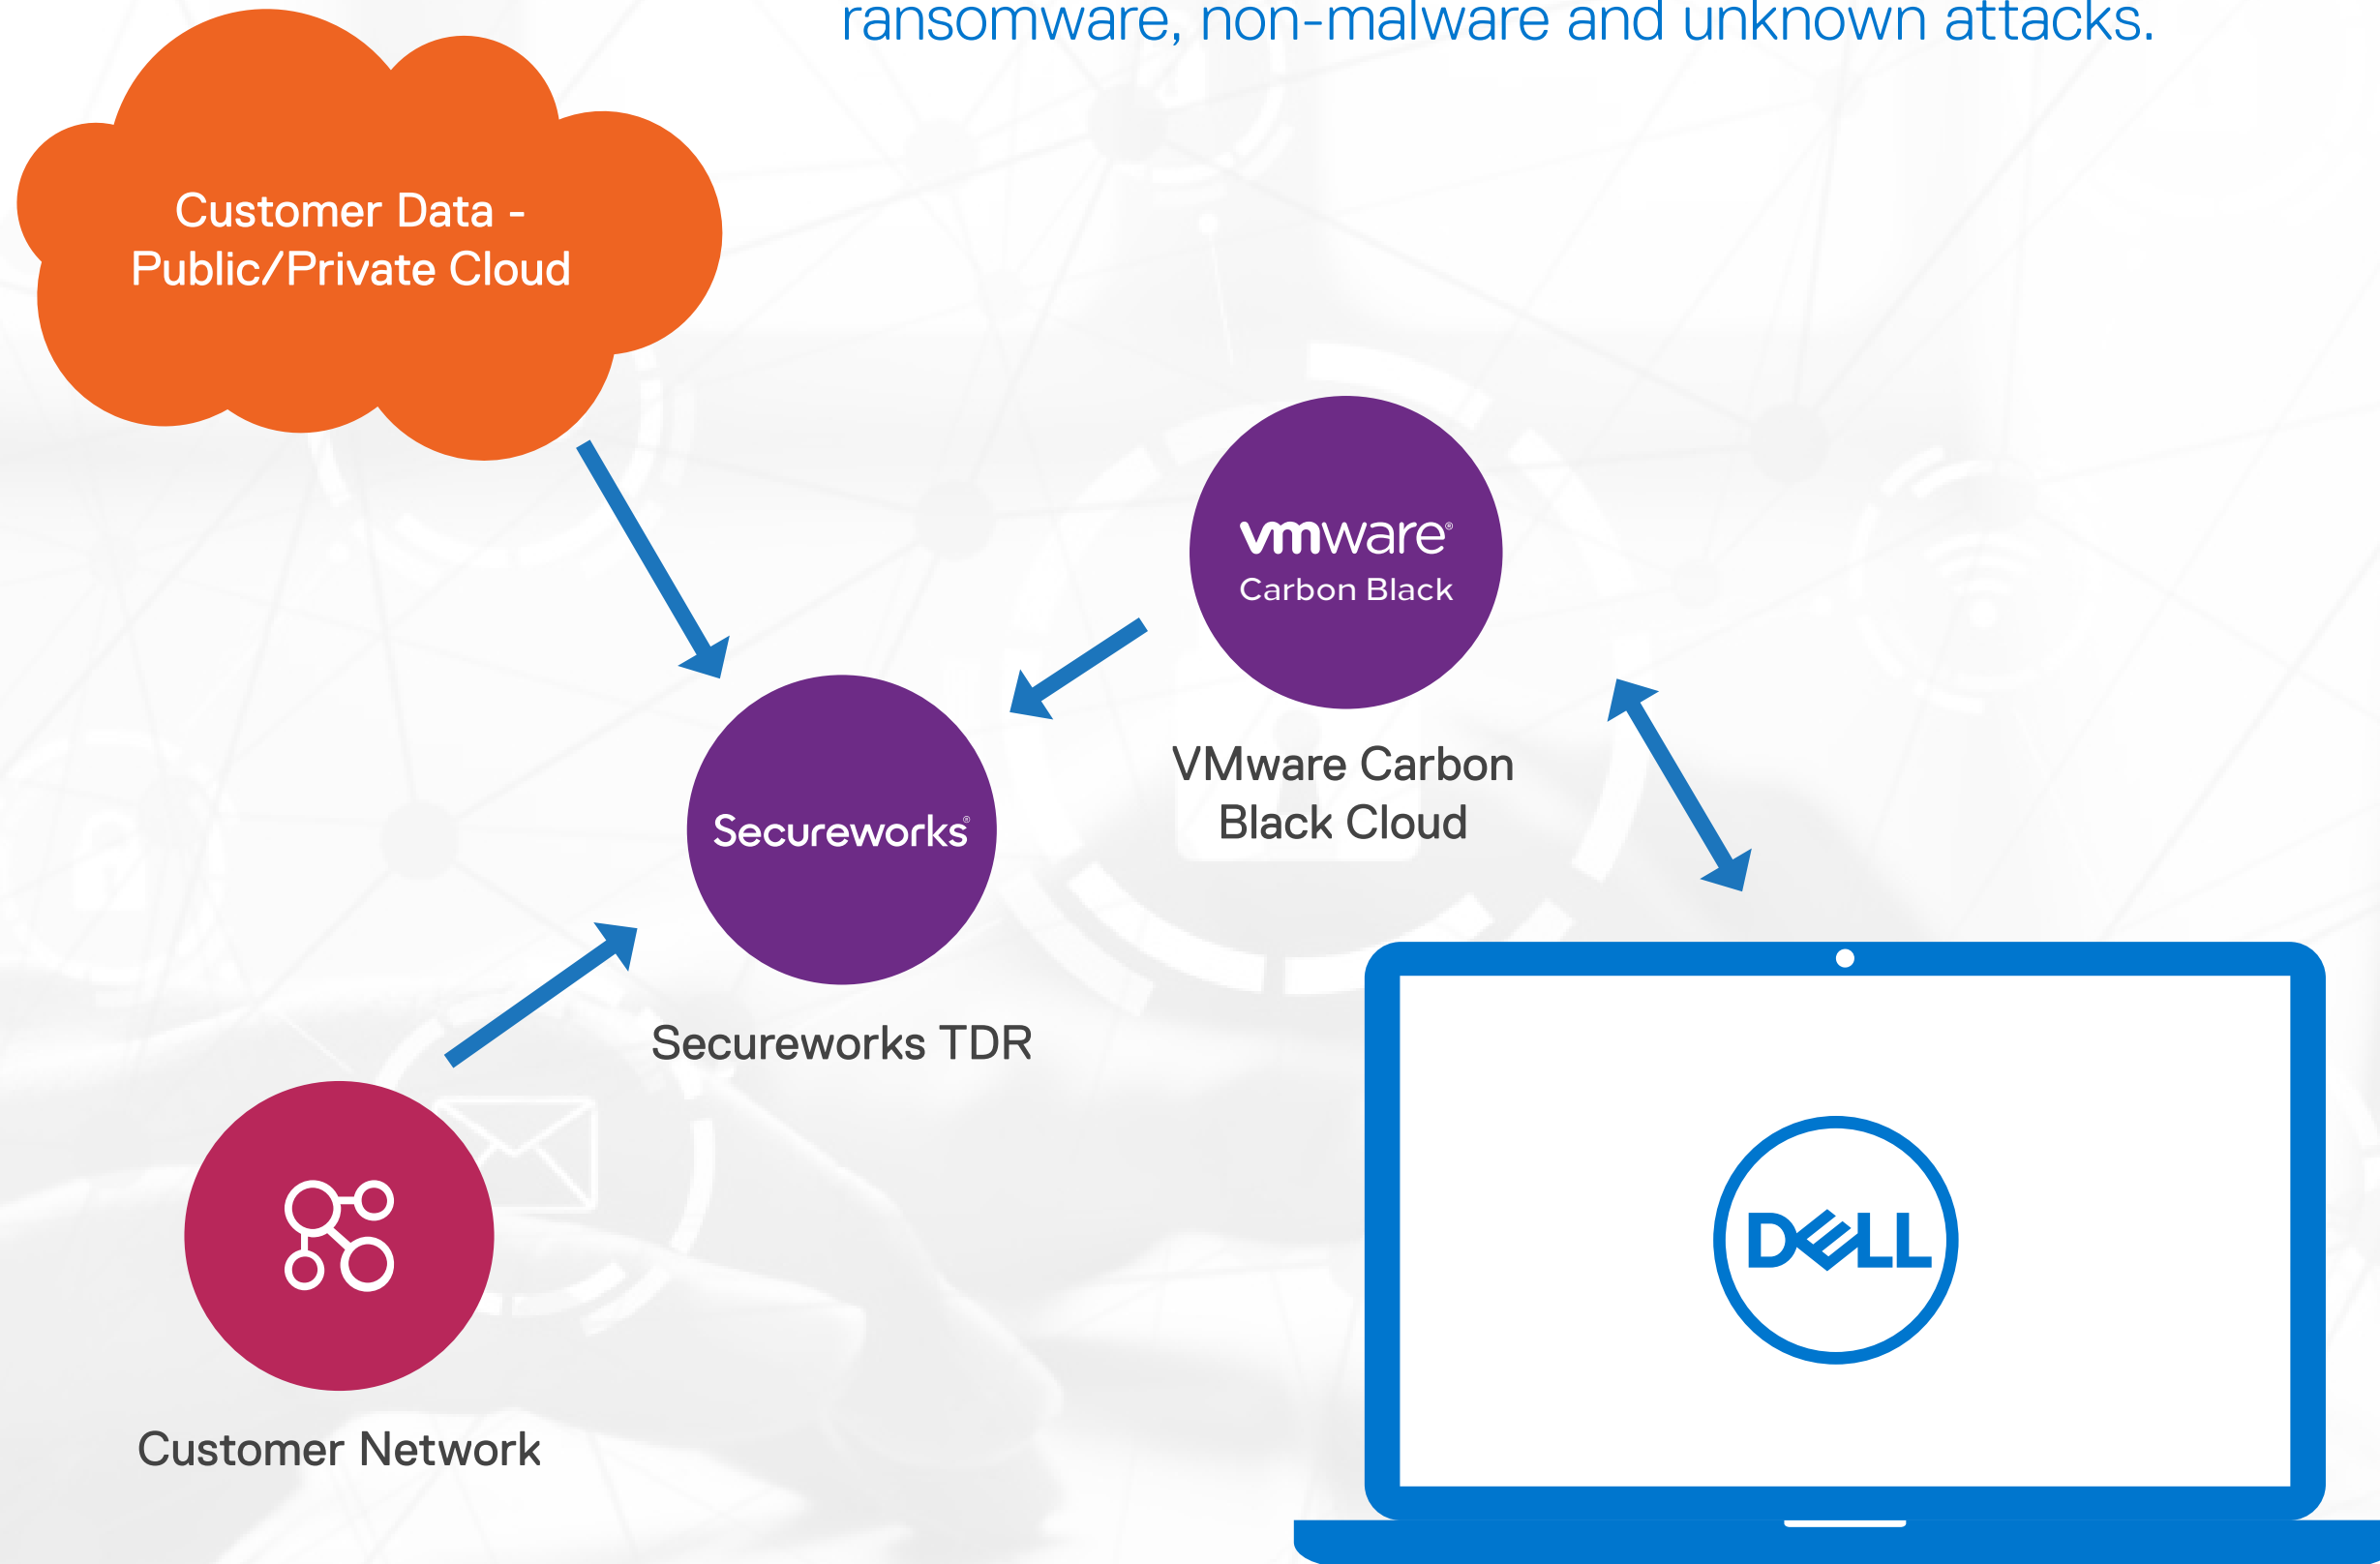 ransomware, non-malware and unknown attacks.
Customer Data -
Public/Private Cloud
vmware®
Carbon Black
VMware Carbon
Black Cloud
Secureworks®
Secureworks TDR
DELL
Customer Network